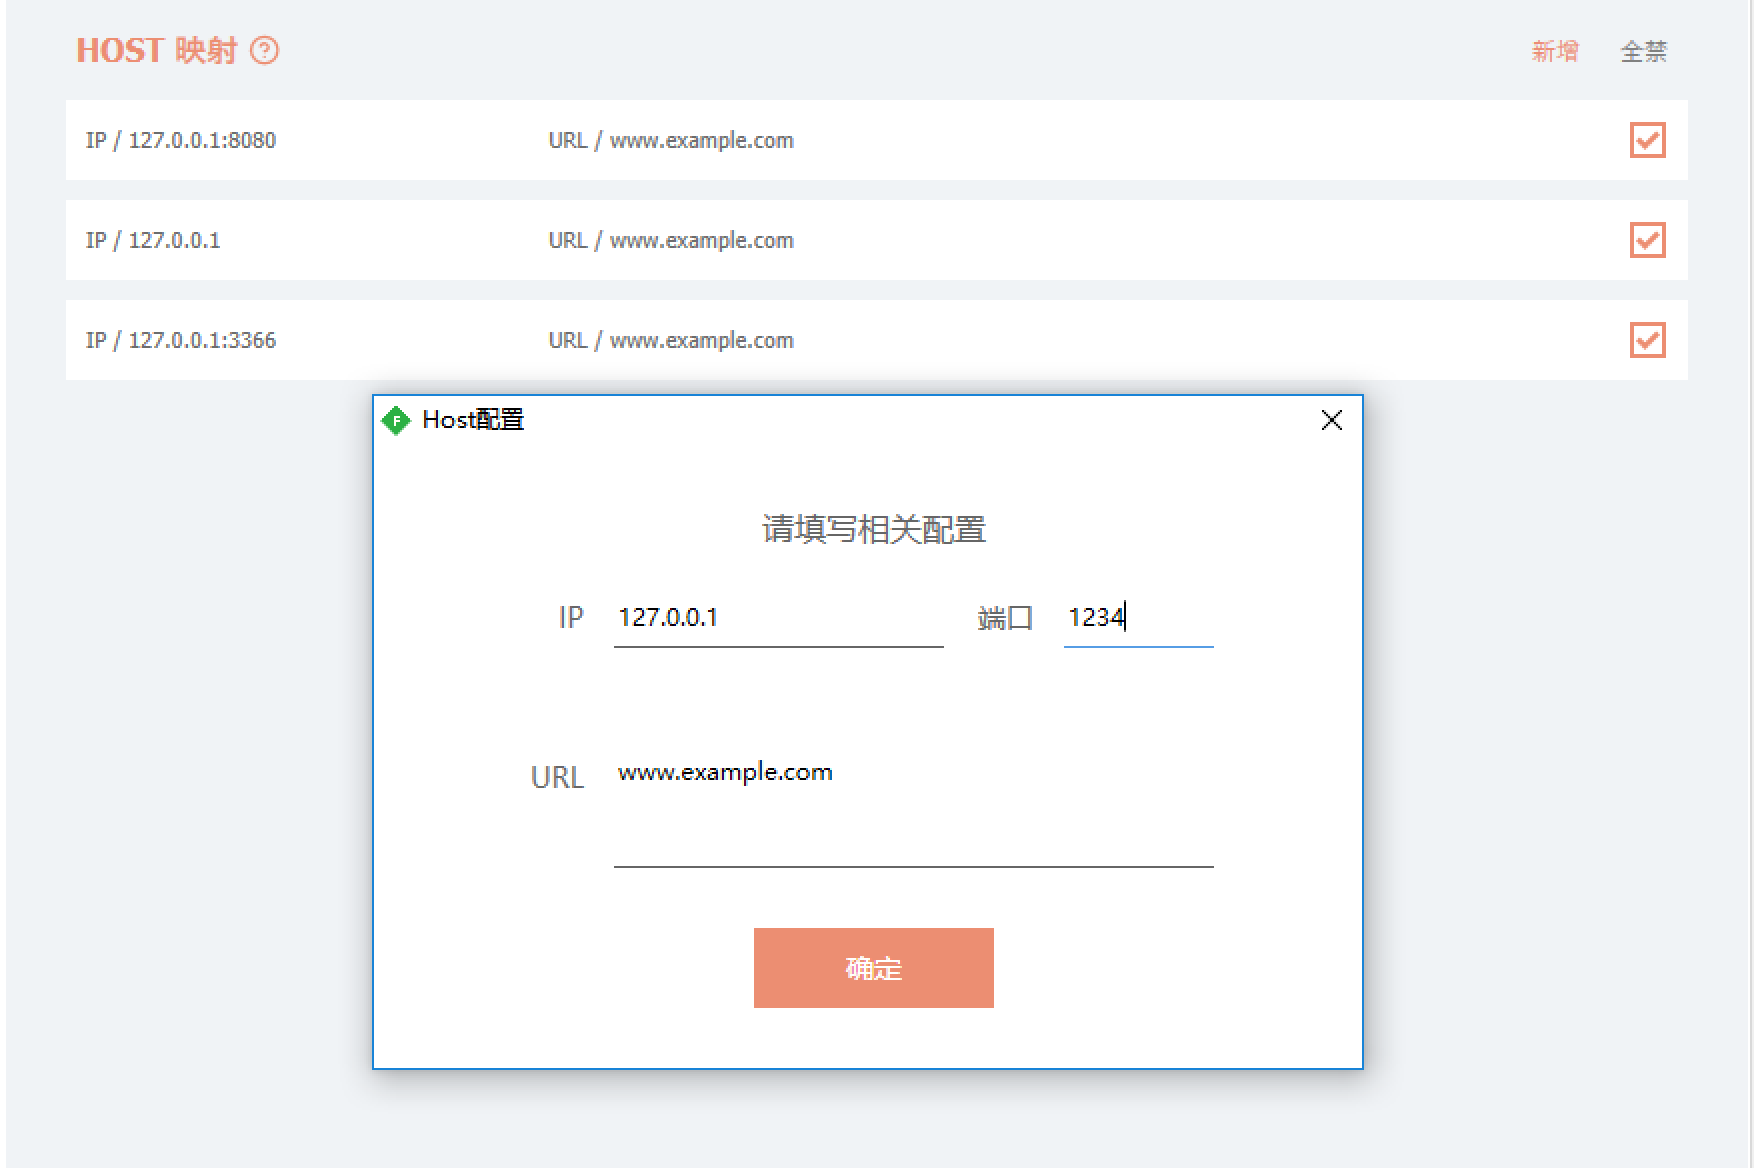 HOST 映射 ?
新增 全禁
IP / 127.0.0.1:8080 URL / www.example.com
IP / 127.0.0.1 URL / www.example.com
IP / 127.0.0.1:3366 URL / www.example.com
F Host配置
请填写相关配置
IP 127.0.0.1 端口 1234
URL www.example.com
确定